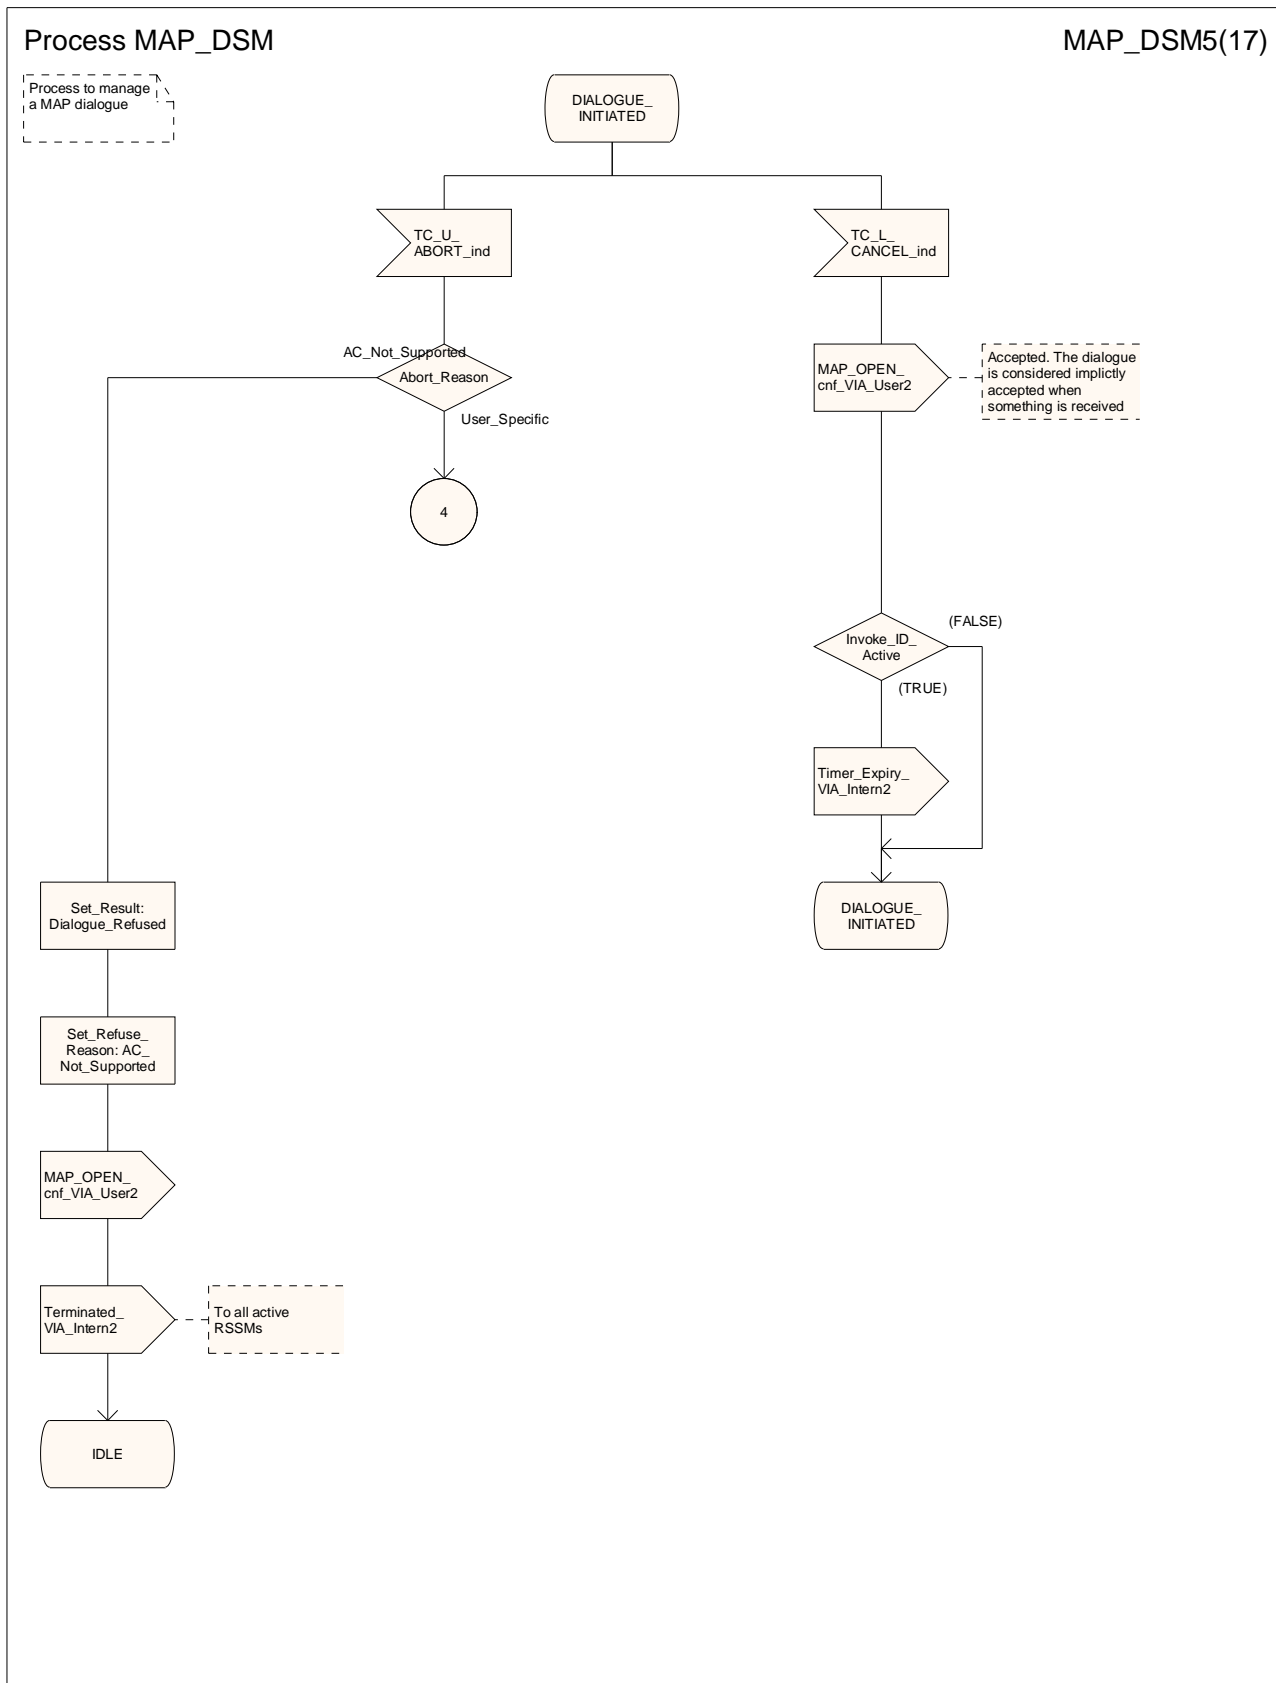 Process MAP_DSM
MAP_DSM5(17)
Process to manage
a MAP dialogue
DIALOGUE_
INITIATED
TC_U_
ABORT_ind
TC_L_
CANCEL_ind
AC_Not_Supported
Abort_Reason
User_Specific
MAP_OPEN_
cnf_VIA_User2
Accepted. The dialogue
is considered implictly
accepted when
something is received
4
Invoke_ID_
Active
(FALSE)
(TRUE)
Timer_Expiry_
VIA_Intern2
DIALOGUE_
INITIATED
Set_Result:
Dialogue_Refused
Set_Refuse_
Reason: AC_
Not_Supported
MAP_OPEN_
cnf_VIA_User2
Terminated_
VIA_Intern2
To all active
RSSMs
IDLE